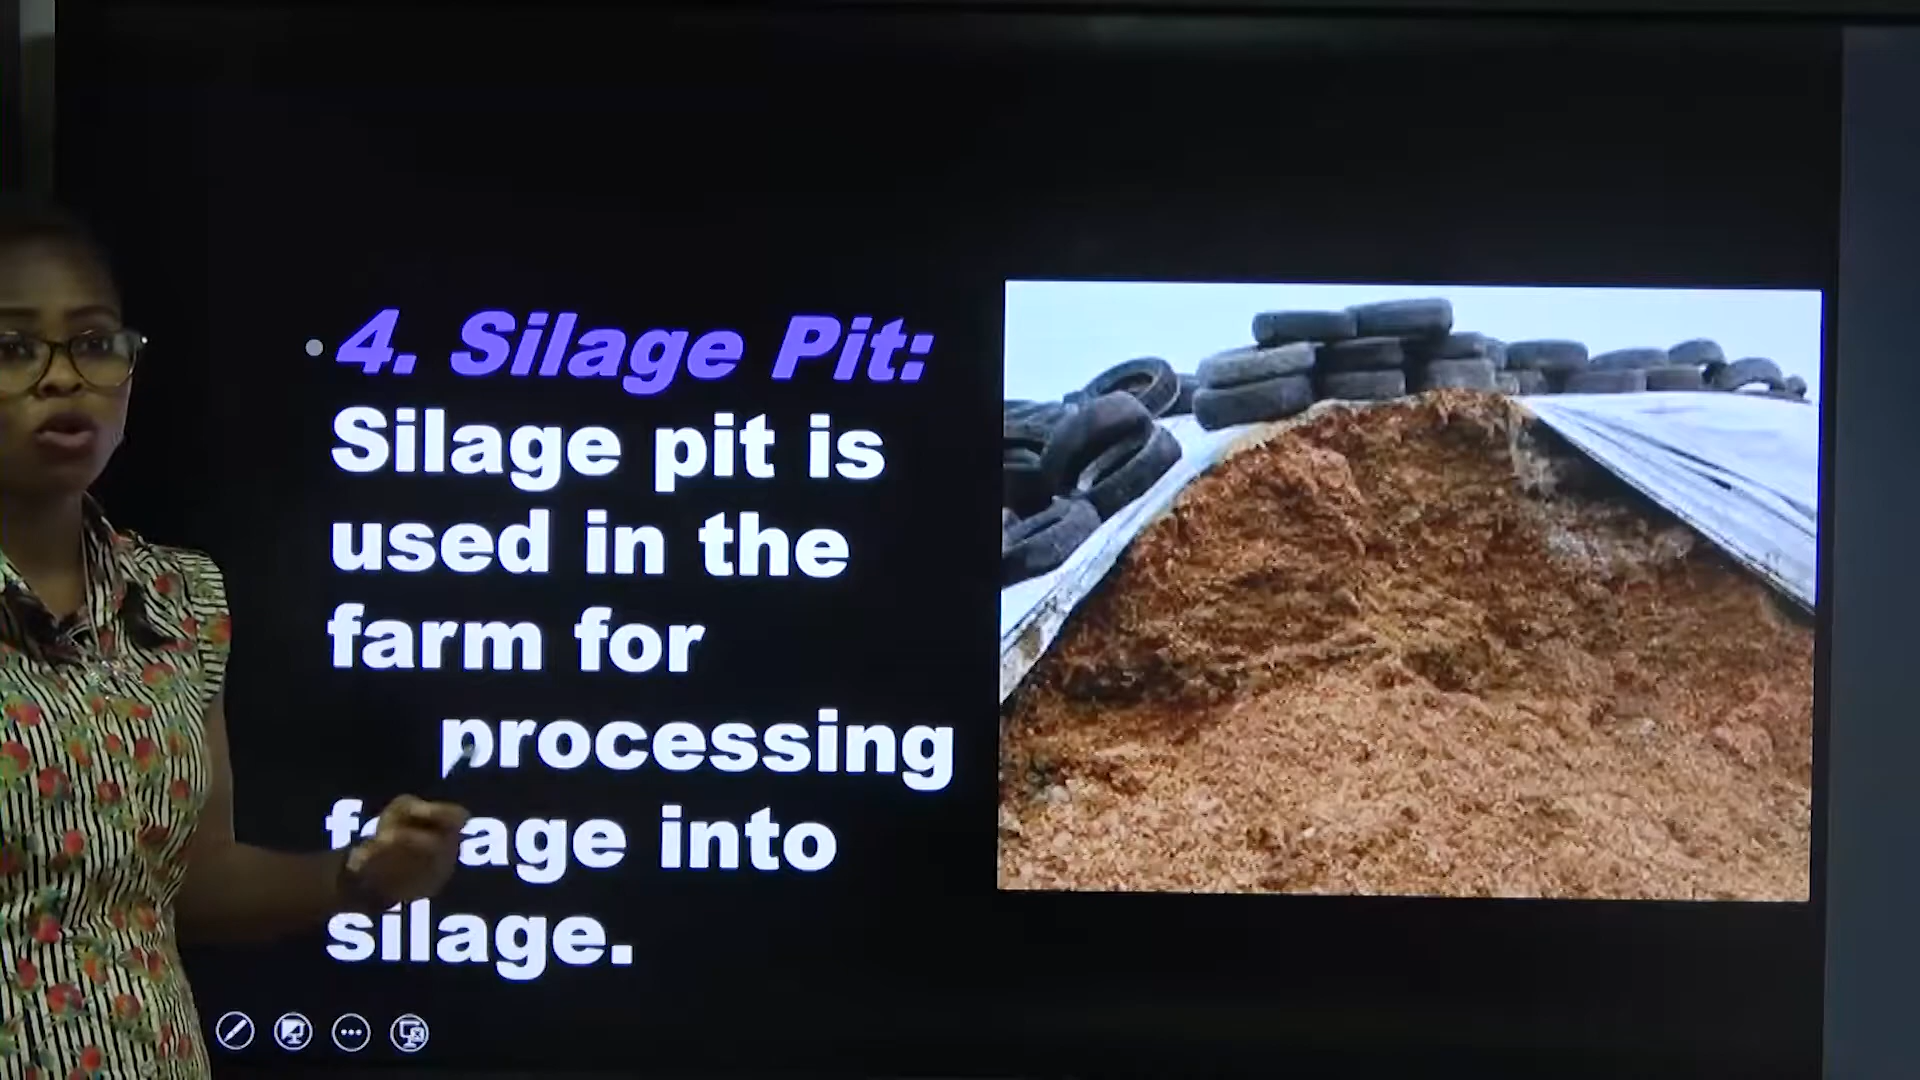 • 4. Silage Pit:
Silage pit is
used in the
farm for
processing
forage into
silage.